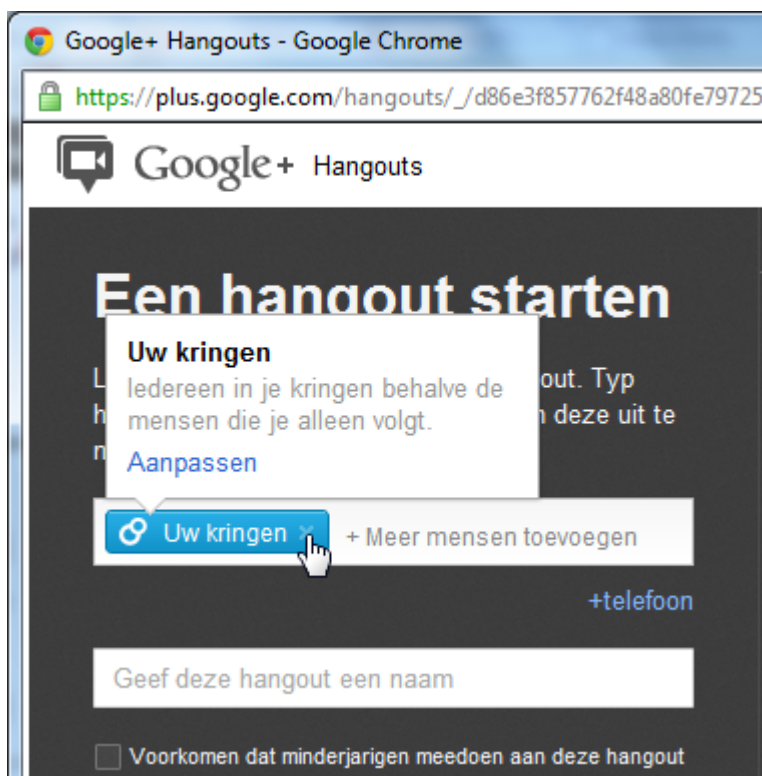 Google+ Hangouts - Google Chrome
https://plus.google.com/hangouts/_/d86e3f857762f48a80fe79725
Google+ Hangouts
Een hangout starten
Uw kringen
Iedereen in je kringen behalve de
mensen die je alleen volgt.
Aanpassen
out. Typ
deze uit te
Uw kringen ×
+ Meer mensen toevoegen
+telefoon
Geef deze hangout een naam
Voorkomen dat minderjarigen meedoen aan deze hangout